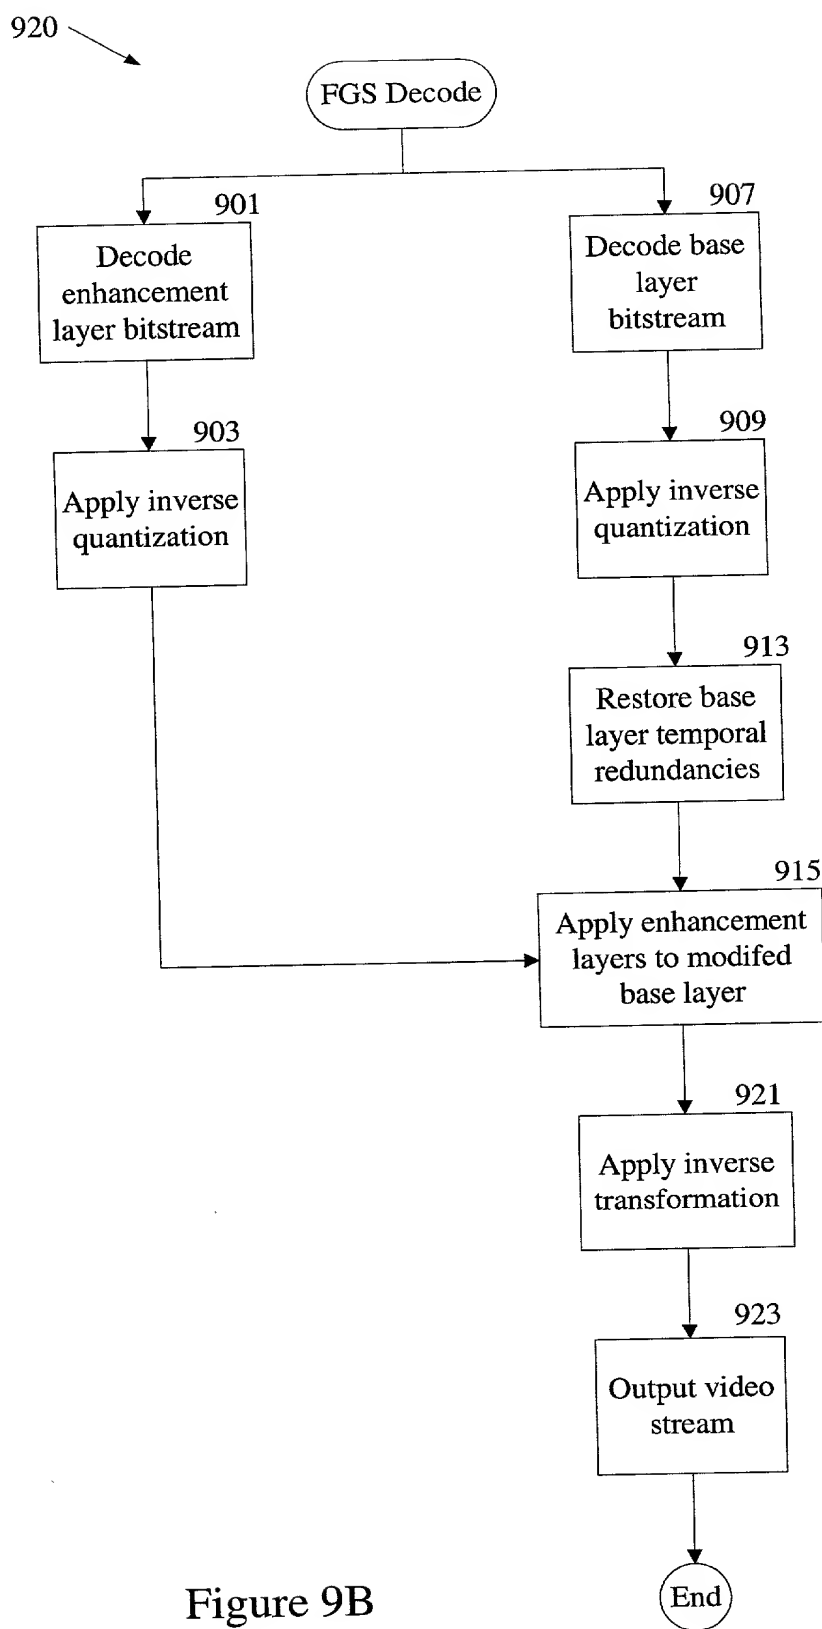 920
FGS Decode
901
Decode
enhancement
layer bitstream
907
Decode base
layer
bitstream
903
Apply inverse
quantization
909
Apply inverse
quantization
913
Restore base
layer temporal
redundancies
915
Apply enhancement
layers to modifed
base layer
921
Apply inverse
transformation
923
Output video
stream
End
Figure 9B